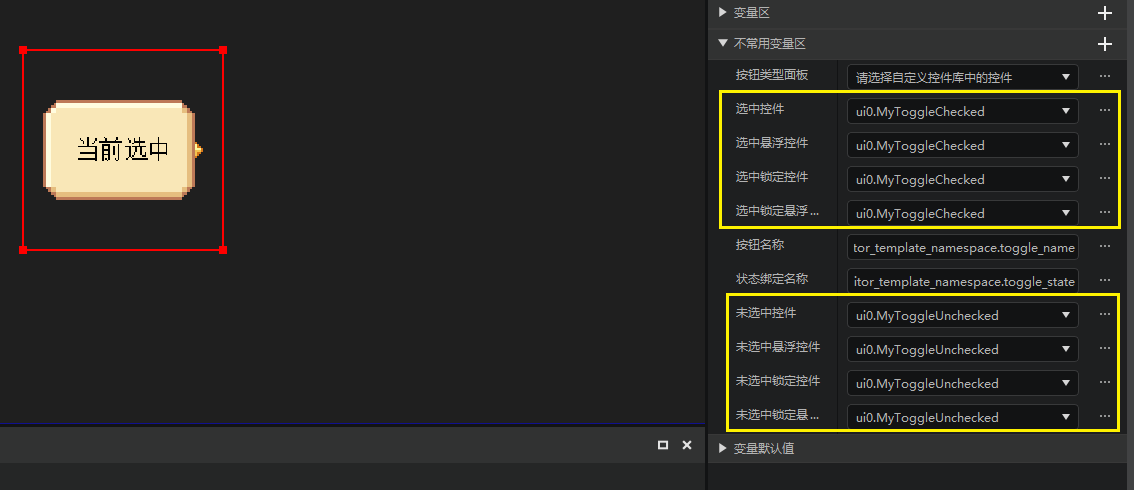 变量区
不常用变量区
按钮类型面板 请选择自定义控件库中的控件 ...
选中控件 ui0.MyToggleChecked ...
选中悬浮控件 ui0.MyToggleChecked ...
选中锁定控件 ui0.MyToggleChecked ...
选中锁定悬浮 ... ui0.MyToggleChecked ...
按钮名称 tor_template_namespace.toggle_name ...
状态绑定名称 itor_template_namespace.toggle_state ...
未选中控件 ui0.MyToggleUnchecked ...
未选中悬浮控件 ui0.MyToggleUnchecked ...
未选中锁定控件 ui0.MyToggleUnchecked ...
未选中锁定悬 ... ui0.MyToggleUnchecked ...
变量默认值
当前选中